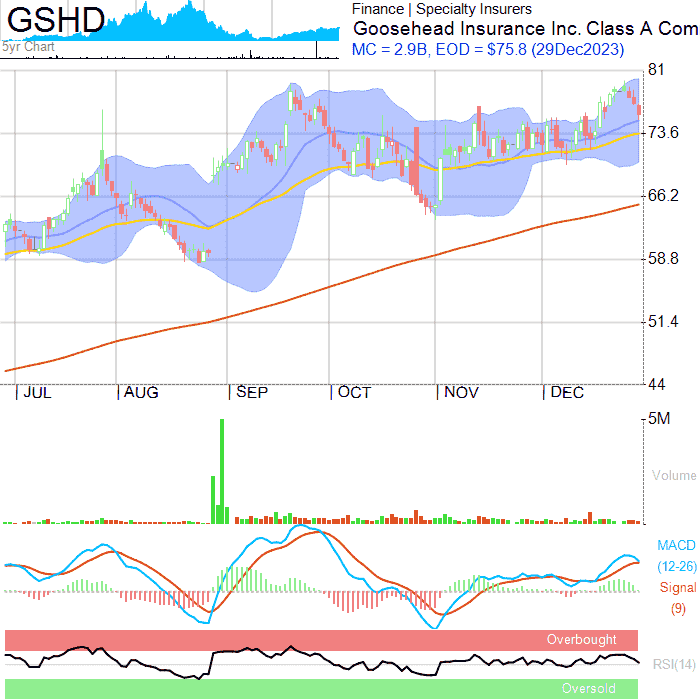 GSHD
5yr Chart
Finance | Specialty Insurers
Goosehead Insurance Inc. Class A Com
MC = 2.9B, EOD = $75.8 (29Dec2023)
81
73.6
66.2
58.8
51.4
44
JUL AUG SEP OCT NOV DEC
5M
Volume
MACD
(12-26)
Signal
(9)
Overbought
RSI(14)
Oversold